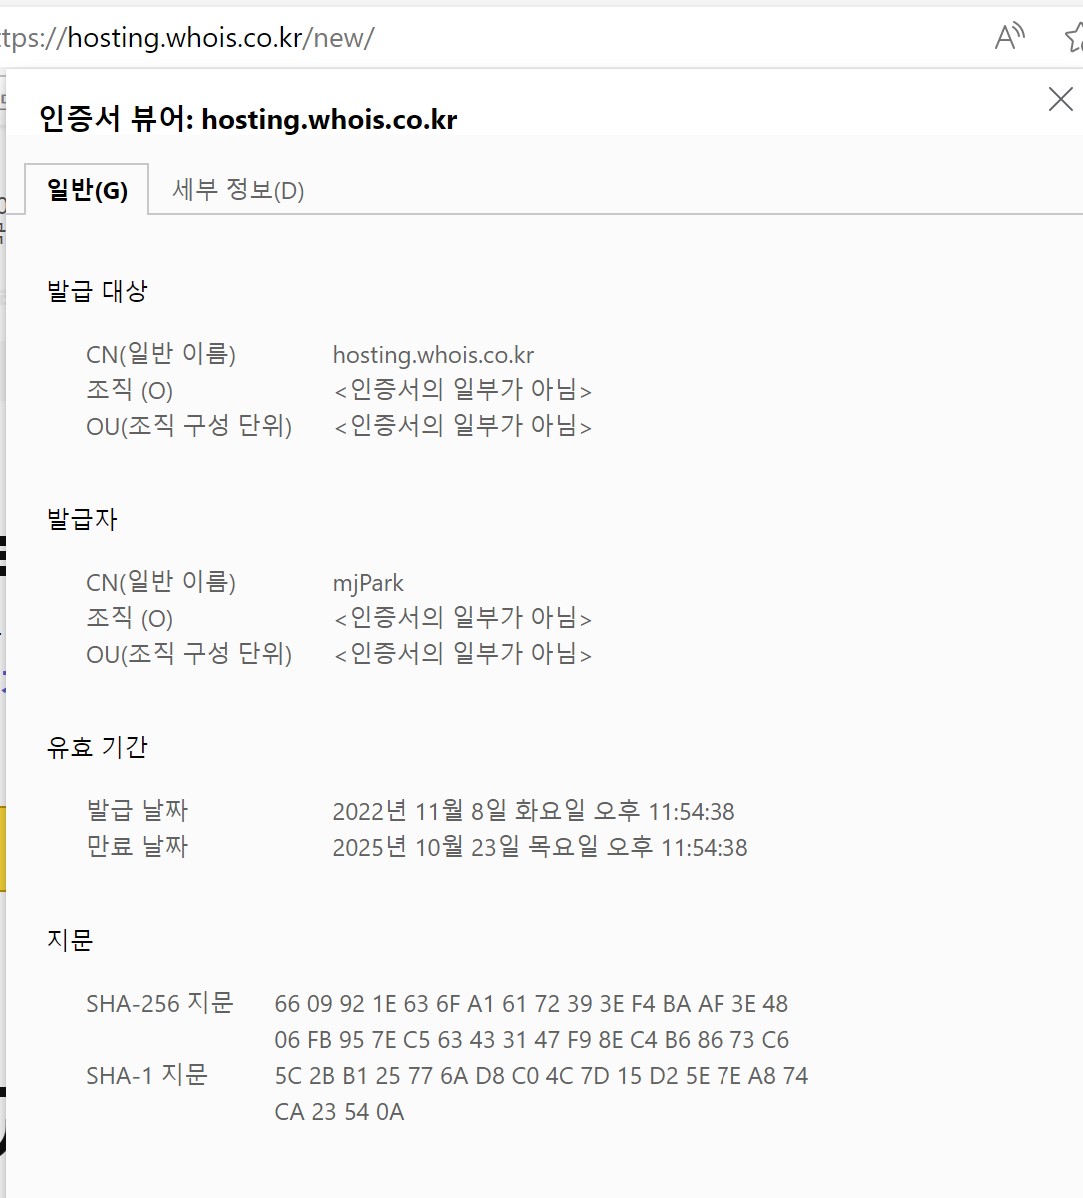 ttps://hosting.whois.co.kr/new/
인증서 뷰어: hosting.whois.co.kr
일반(G) 세부 정보(D)
발급 대상
CN(일반 이름) hosting.whois.co.kr
조직 (O) <인증서의 일부가 아님>
OU(조직 구성 단위) <인증서의 일부가 아님>
발급자
CN(일반 이름) mjPark
조직 (O) <인증서의 일부가 아님>
OU(조직 구성 단위) <인증서의 일부가 아님>
유효 기간
발급 날짜 2022년 11월 8일 화요일 오후 11:54:38
만료 날짜 2025년 10월 23일 목요일 오후 11:54:38
지문
SHA-256 지문 66 09 92 1E 63 6F A1 61 72 39 3E F4 BA AF 3E 48
06 FB 95 7E C5 63 43 31 47 F9 8E C4 B6 86 73 C6
SHA-1 지문 5C 2B B1 25 77 6A D8 C0 4C 7D 15 D2 5E 7E A8 74
CA 23 54 0A